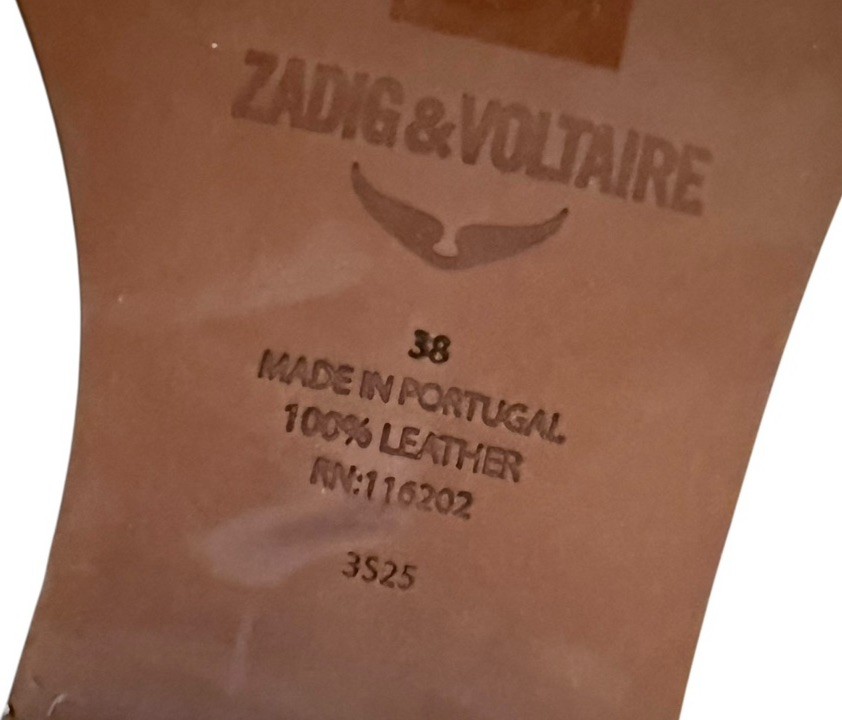 ZADIG&VOLTAIRE
38
MADE IN PORTUGAL
100% LEATHER
RN:116202
3S25